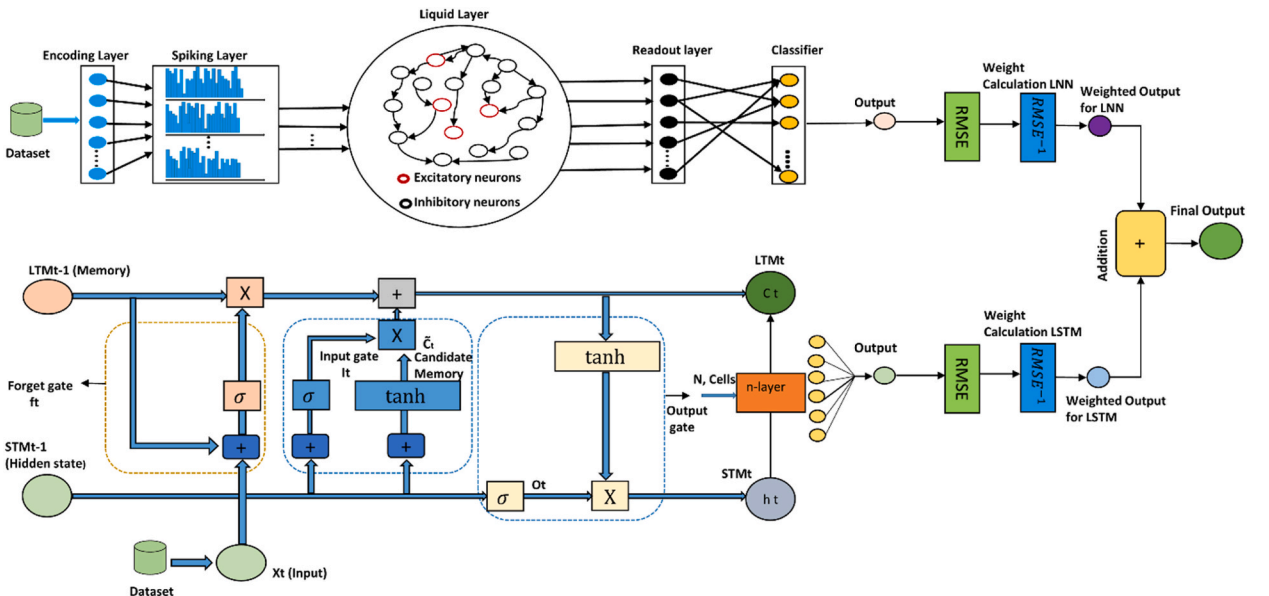 Liquid Layer
Encoding Layer
Spiking Layer
Readout layer
Classifier
Weight
Calculation LNN
Weighted Output
for LNN
Output
RMSE
RMSE⁻¹
Dataset
Excitatory neurons
Inhibitory neurons
Final Output
Addition
+
LTMt-1 (Memory)
LTMt
X
+
C t
X
C̃t
Input gate
It
Candidate
Memory
tanh
Forget gate
ft
σ
σ
tanh
N, Cells
n-layer
Output
gate
Weight
Calculation LSTM
Output
RMSE
RMSE⁻¹
Weighted Output
for LSTM
STMt-1
(Hidden state)
+
+
+
STMt
σ
Ot
X
h t
Xt (Input)
Dataset